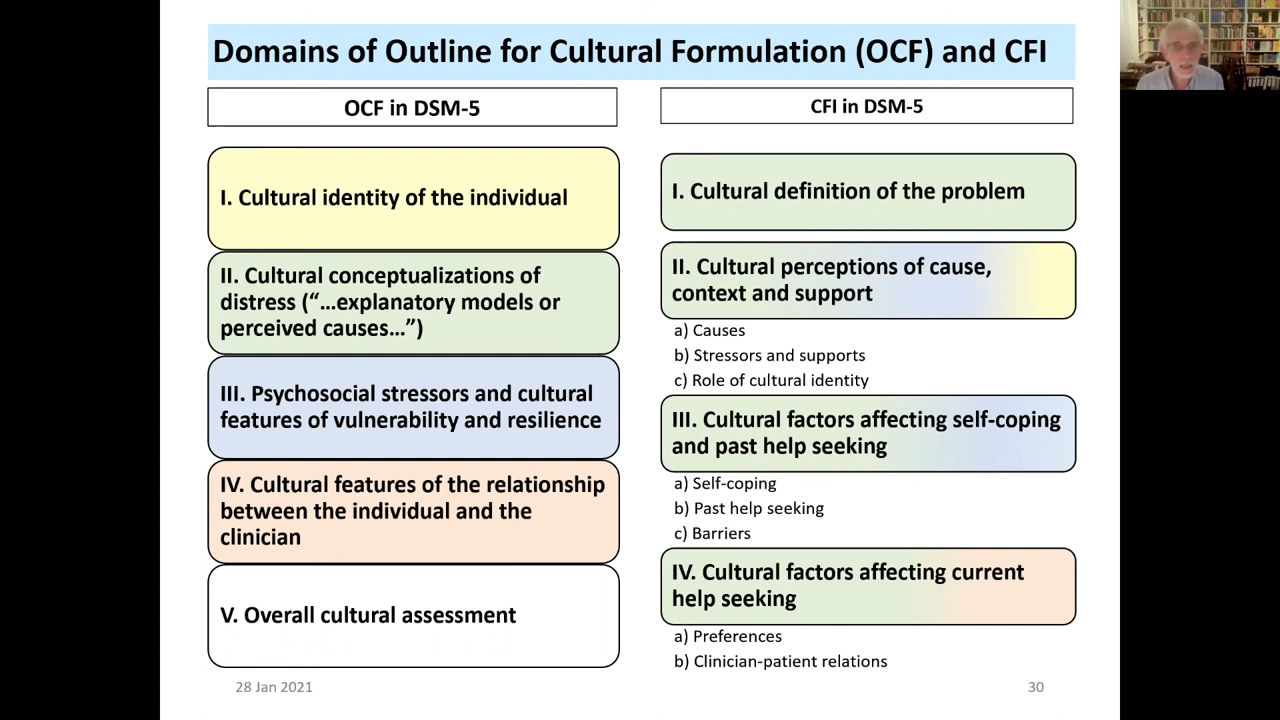 Domains of Outline for Cultural Formulation (OCF) and CFI
OCF in DSM-5
I. Cultural identity of the individual
II. Cultural conceptualizations of
distress (“…explanatory models or
perceived causes…”)
III. Psychosocial stressors and cultural
features of vulnerability and resilience
IV. Cultural features of the relationship
between the individual and the
clinician
V. Overall cultural assessment
CFI in DSM-5
I. Cultural definition of the problem
II. Cultural perceptions of cause,
context and support
a) Causes
b) Stressors and supports
c) Role of cultural identity
III. Cultural factors affecting self-coping
and past help seeking
a) Self-coping
b) Past help seeking
c) Barriers
IV. Cultural factors affecting current
help seeking
a) Preferences
b) Clinician-patient relations
28 Jan 2021
30